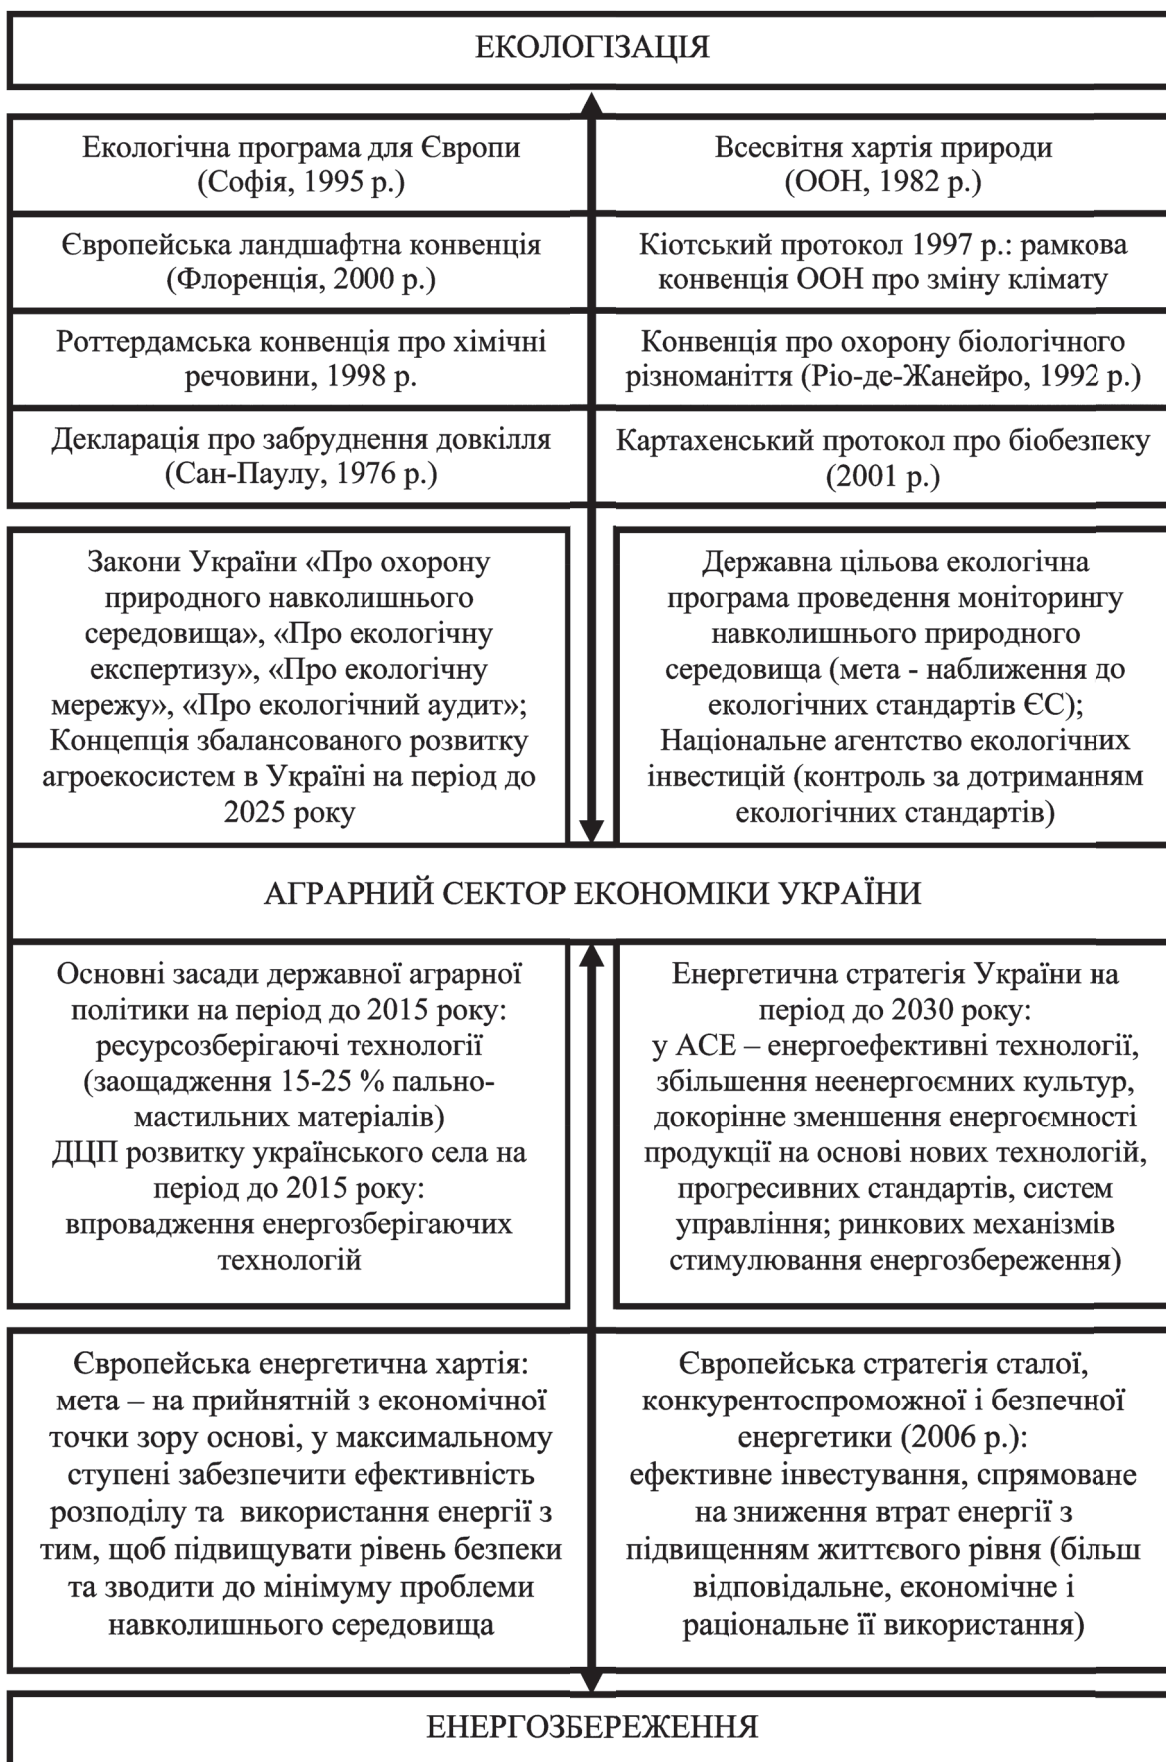 ЕКОЛОГІЗАЦІЯ
Екологічна програма для Європи
(Софія, 1995 р.)
Всесвітня хартія природи
(ООН, 1982 р.)
Європейська ландшафтна конвенція
(Флоренція, 2000 р.)
Кіотський протокол 1997 р.: рамкова
конвенція ООН про зміну клімату
Роттердамська конвенція про хімічні
речовини, 1998 р.
Конвенція про охорону біологічного
різноманіття (Ріо-де-Жанейро, 1992 р.)
Декларація про забруднення довкілля
(Сан-Паулу, 1976 р.)
Картахенський протокол про біобезпеку
(2001 р.)
Закони України «Про охорону
природного навколишнього
середовища», «Про екологічну
експертизу», «Про екологічну
мережу», «Про екологічний аудит»;
Концепція збалансованого розвитку
агроекосистем в Україні на період до
2025 року
Державна цільова екологічна
програма проведення моніторингу
навколишнього природного
середовища (мета - наближення до
екологічних стандартів ЄС);
Національне агентство екологічних
інвестицій (контроль за дотриманням
екологічних стандартів)
АГРАРНИЙ СЕКТОР ЕКОНОМІКИ УКРАЇНИ
Основні засади державної аграрної
політики на період до 2015 року:
ресурсозберігаючі технології
(заощадження 15-25 % пально-
мастильних матеріалів)
ДЦП розвитку українського села на
період до 2015 року:
впровадження енергозберігаючих
технологій
Енергетична стратегія України на
період до 2030 року:
у АСЕ – енергоефективні технології,
збільшення неенергоємних культур,
докорінне зменшення енергоємності
продукції на основі нових технологій,
прогресивних стандартів, систем
управління; ринкових механізмів
стимулювання енергозбереження)
Європейська енергетична хартія:
мета – на прийнятній з економічної
точки зору основі, у максимальному
ступені забезпечити ефективність
розподілу та використання енергії з
тим, щоб підвищувати рівень безпеки
та зводити до мінімуму проблеми
навколишнього середовища
Європейська стратегія сталої,
конкурентоспроможної і безпечної
енергетики (2006 р.):
ефективне інвестування, спрямоване
на зниження втрат енергії з
підвищенням життєвого рівня (більш
відповідальне, економічне і
раціональне її використання)
ЕНЕРГОЗБЕРЕЖЕННЯ